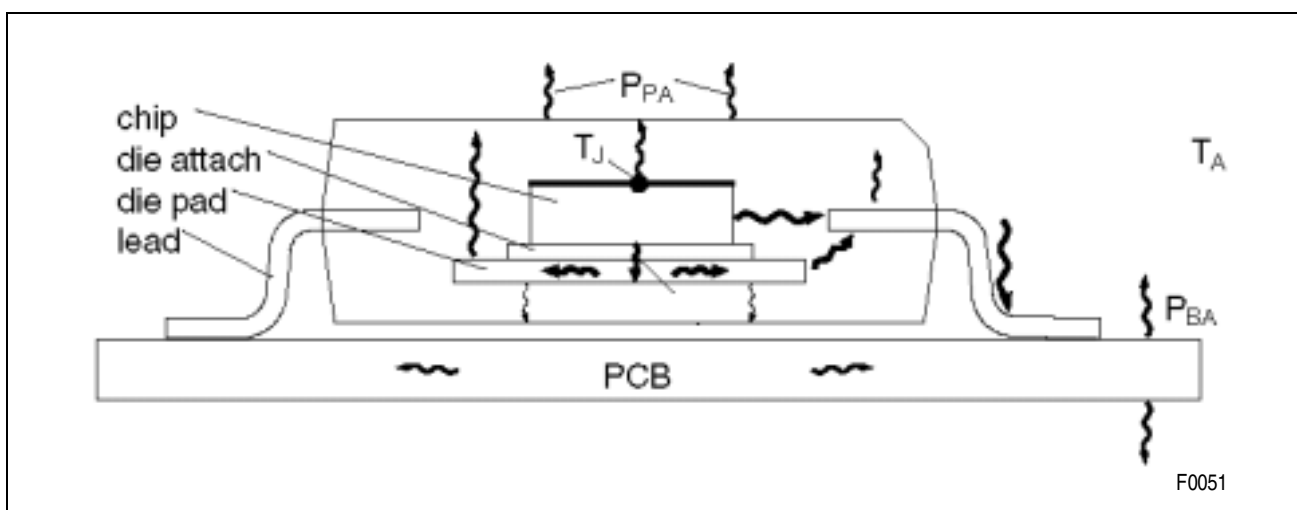 P_PA
chip
die attach
die pad
lead
T_J
T_A
P_BA
PCB
F0051